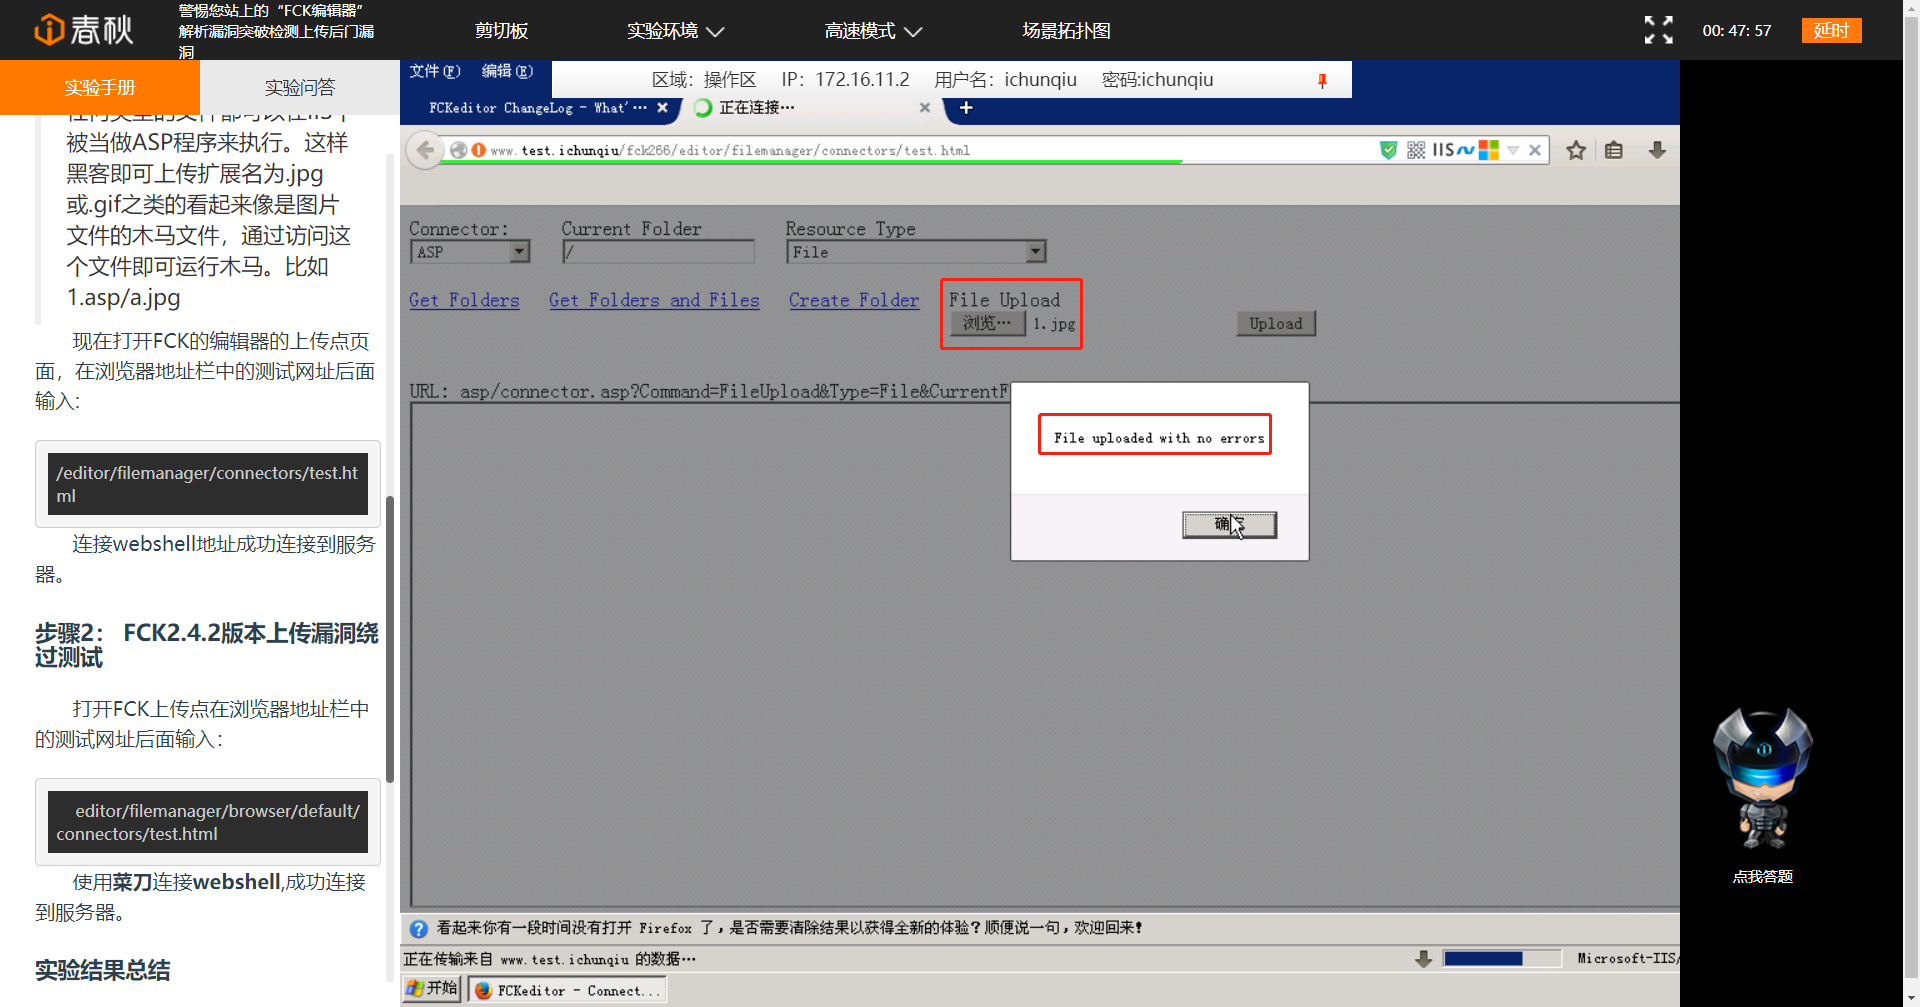 春秋
警惕您站上的“FCK编辑器”
解析漏洞突破检测上传后门漏
洞
剪切板
实验环境
高速模式
场景拓扑图
00: 47: 57
延时
实验手册
实验问答
任何类型的文件都可以在IIS中
被当做ASP程序来执行。这样
黑客即可上传扩展名为.jpg
或.gif之类的看起来像是图片
文件的木马文件，通过访问这
个文件即可运行木马。比如
1.asp/a.jpg
现在打开FCK的编辑器的上传点页
面，在浏览器地址栏中的测试网址后面
输入:
/editor/filemanager/connectors/test.ht
ml
连接webshell地址成功连接到服务
器。
步骤2： FCK2.4.2版本上传漏洞绕
过测试
打开FCK上传点在浏览器地址栏中
的测试网址后面输入：
editor/filemanager/browser/default/
connectors/test.html
使用菜刀连接webshell,成功连接
到服务器。
实验结果总结
文件(F) 编辑(E)
区域：操作区 IP：172.16.11.2 用户名：ichunqiu 密码:ichunqiu
FCKeditor ChangeLog - What'···
正在连接···
www.test.ichunqiu/fck266/editor/filemanager/connectors/test.html
IIS
Connector: Current Folder Resource Type
ASP / File
Get Folders Get Folders and Files Create Folder File Upload
浏览··· 1.jpg Upload
URL: asp/connector.asp?Command=FileUpload&Type=File&CurrentF
File uploaded with no errors
看起来你有一段时间没有打开 Firefox 了，是否需要清除结果以获得全新的体验？顺便说一句，欢迎回来！
正在传输来自 www.test.ichunqiu 的数据···
Microsoft-IIS/
开始
FCKeditor - Connect...
点我答题